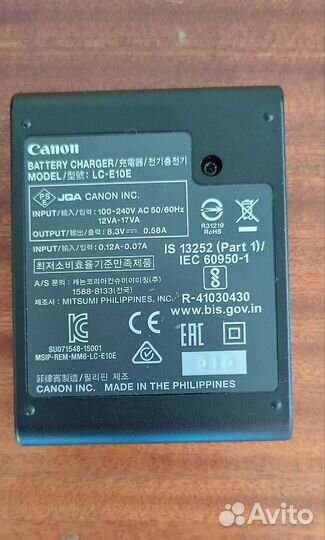 Canon
BATTERY CHARGER/充電器/전기충전기
MODEL/型號: LC-E10E
PS E JQA CANON INC.
INPUT/輸入/입력: 100-240V AC 50/60Hz
12VA-17VA
OUTPUT/輸出/출력: 8.3V ⎓ 0.58A
INPUT/輸入/입력: 0.12A-0.07A
R31210
RoHS
최저소비효율기준만족제품
IS 13252 (Part 1)/
IEC 60950-1
A/S 문의 : 캐논코리아컨슈머이미징(주)
1588-8133(전국)
제조사 : MITSUMI PHILIPPINES, INC.
R-41030430
www.bis.gov.in
SU071548-15001
MSIP-REM-MM6-LC-E10E
菲律賓製造/필리핀 제조
CANON INC. MADE IN THE PHILIPPINES
Avito